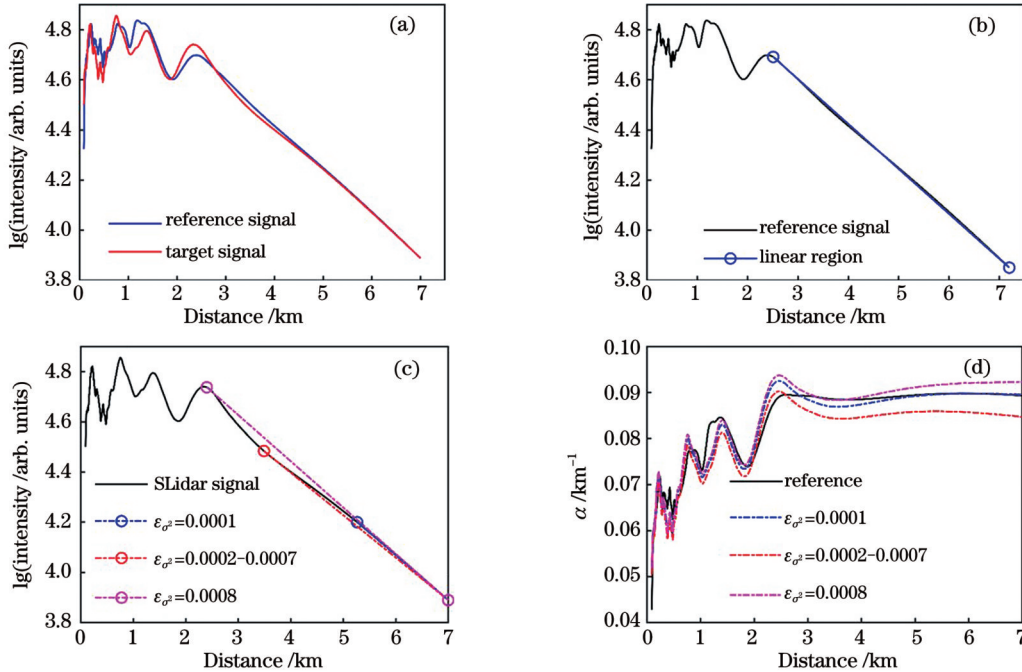 (a)
lg(intensity /arb. units)
4.8
4.6
4.4
4.2
4.0
3.8
reference signal
target signal
0 1 2 3 4 5 6 7
Distance /km
(b)
lg(intensity /arb. units)
4.8
4.6
4.4
4.2
4.0
3.8
reference signal
linear region
0 1 2 3 4 5 6 7
Distance /km
(c)
lg(intensity /arb. units)
4.8
4.6
4.4
4.2
4.0
3.8
SLidar signal
εσ²=0.0001
εσ²=0.0002-0.0007
εσ²=0.0008
0 1 2 3 4 5 6 7
Distance /km
(d)
α /km⁻¹
0.10
0.09
0.08
0.07
0.06
0.05
0.04
reference
εσ²=0.0001
εσ²=0.0002-0.0007
εσ²=0.0008
0 1 2 3 4 5 6 7
Distance /km